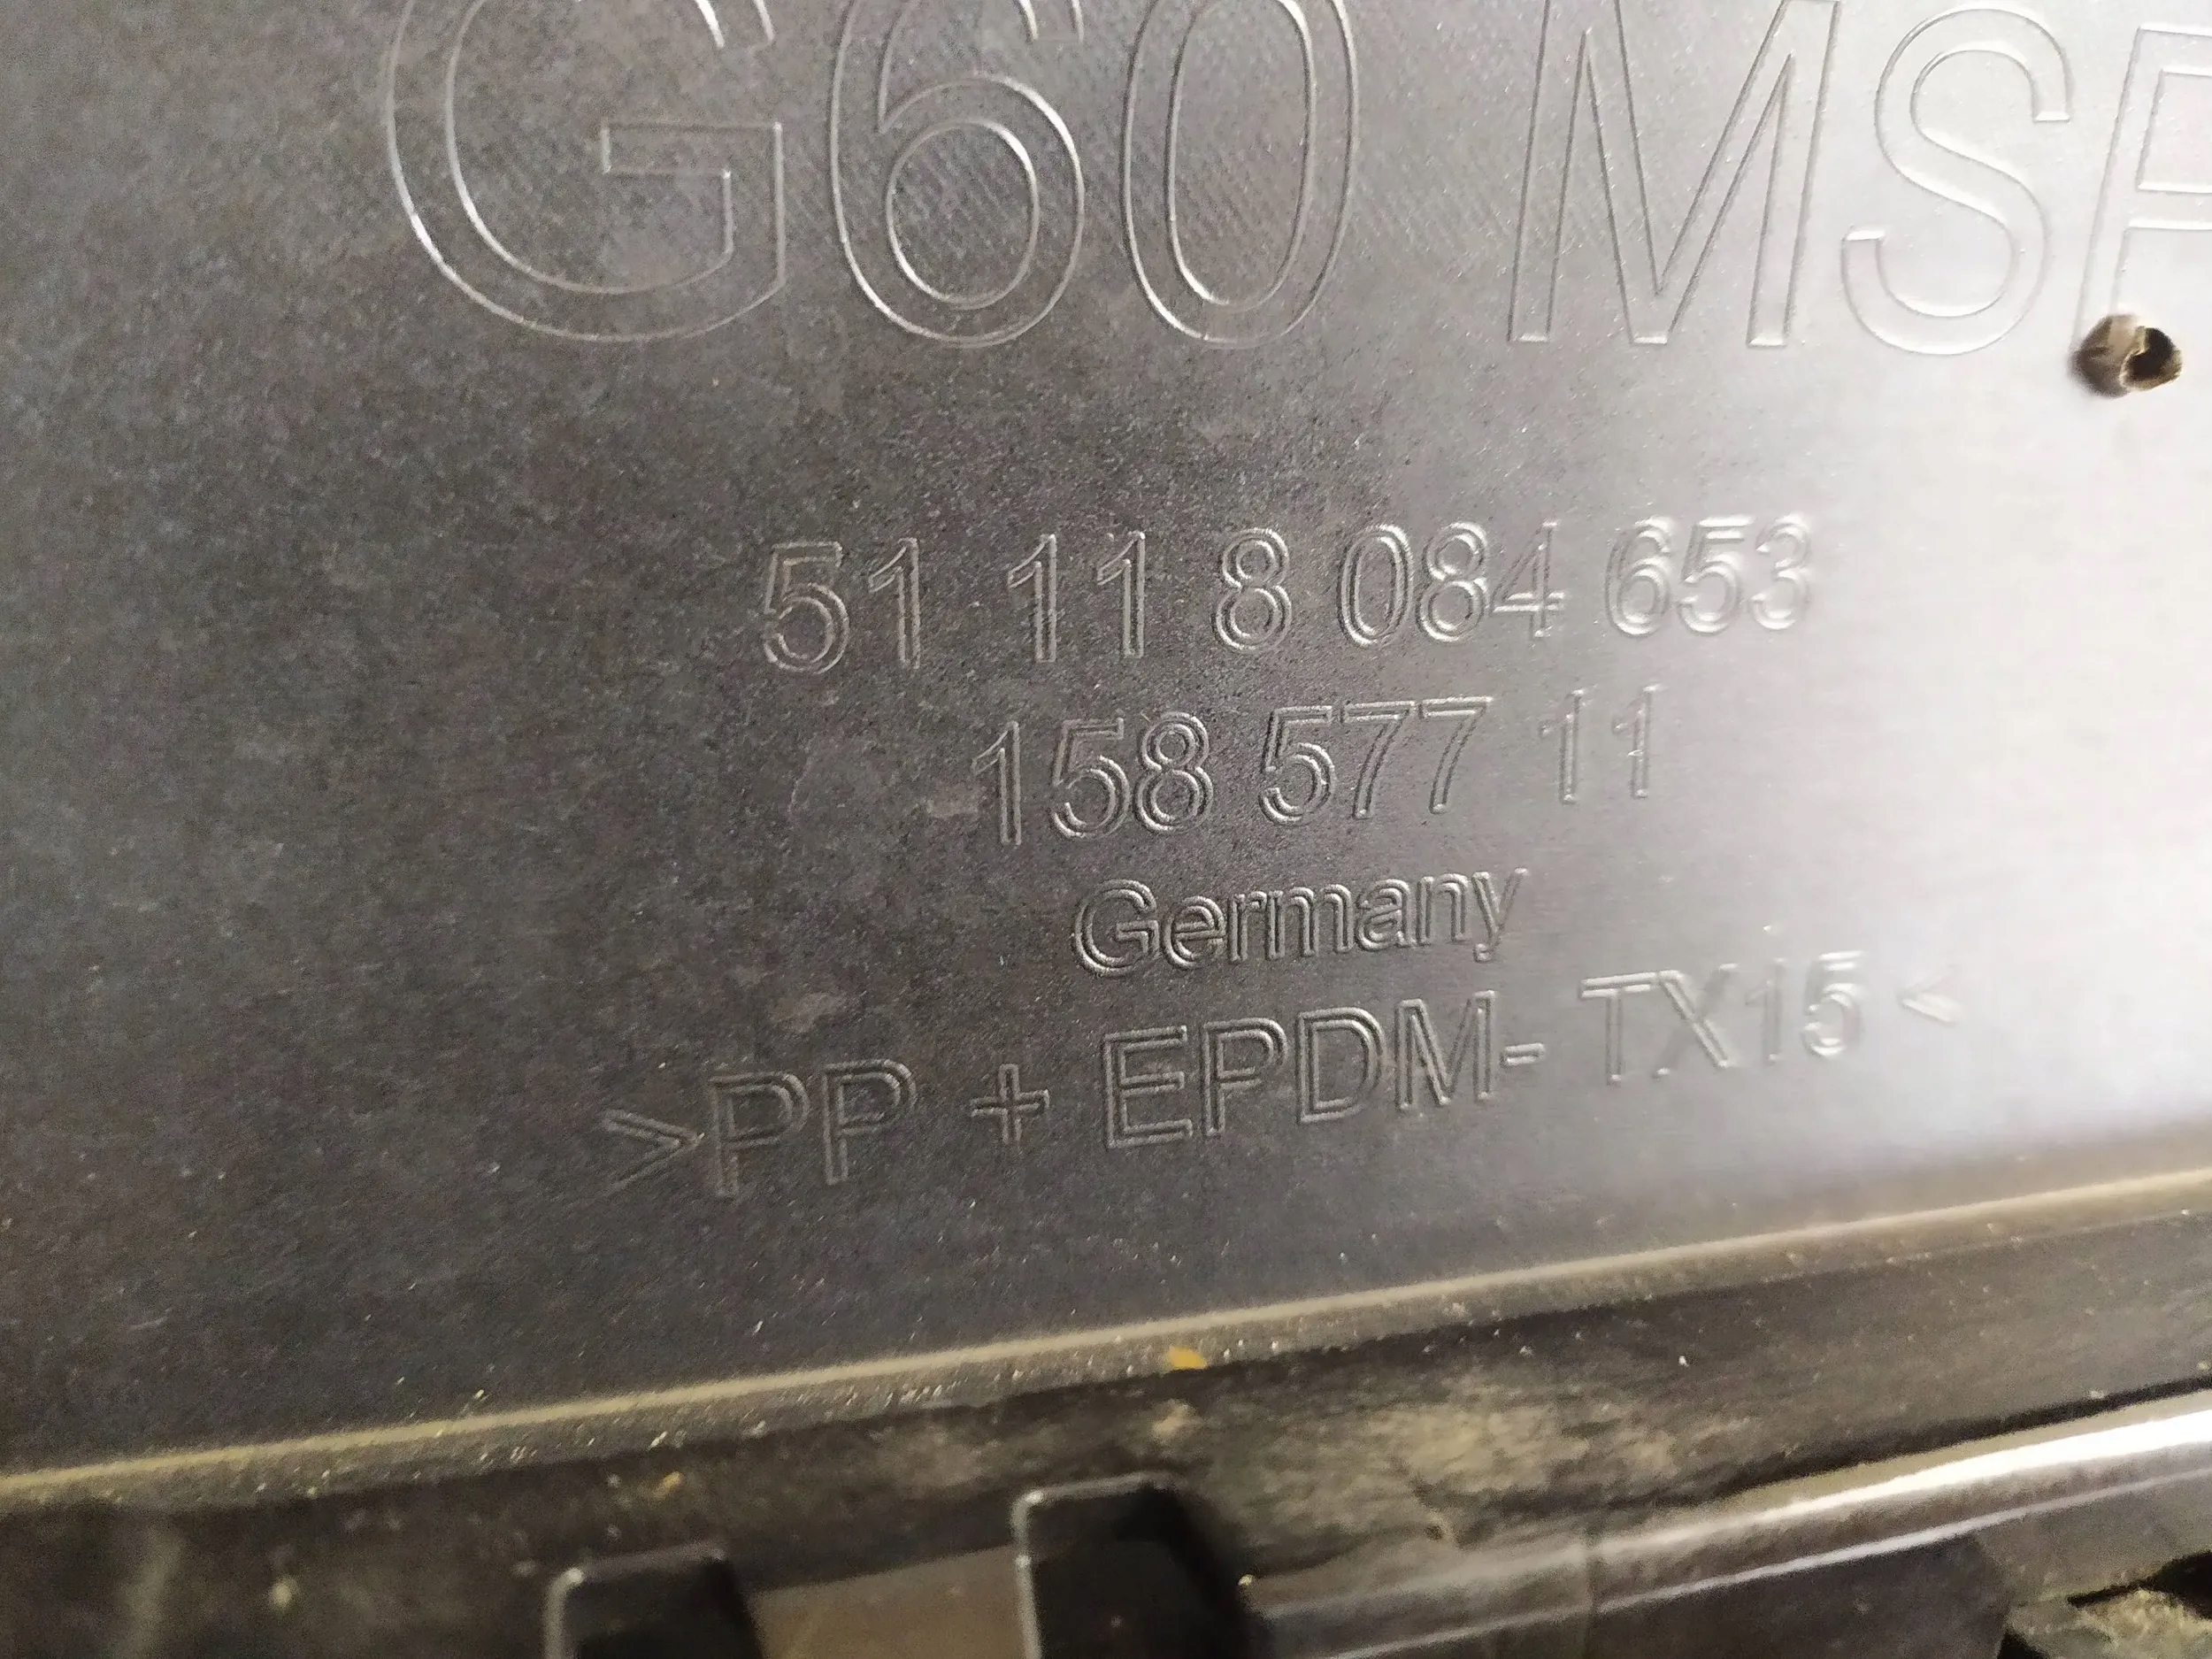 G60 MSP
51 11 8 084 653
158 577 11
Germany
>PP + EPDM- TX15<